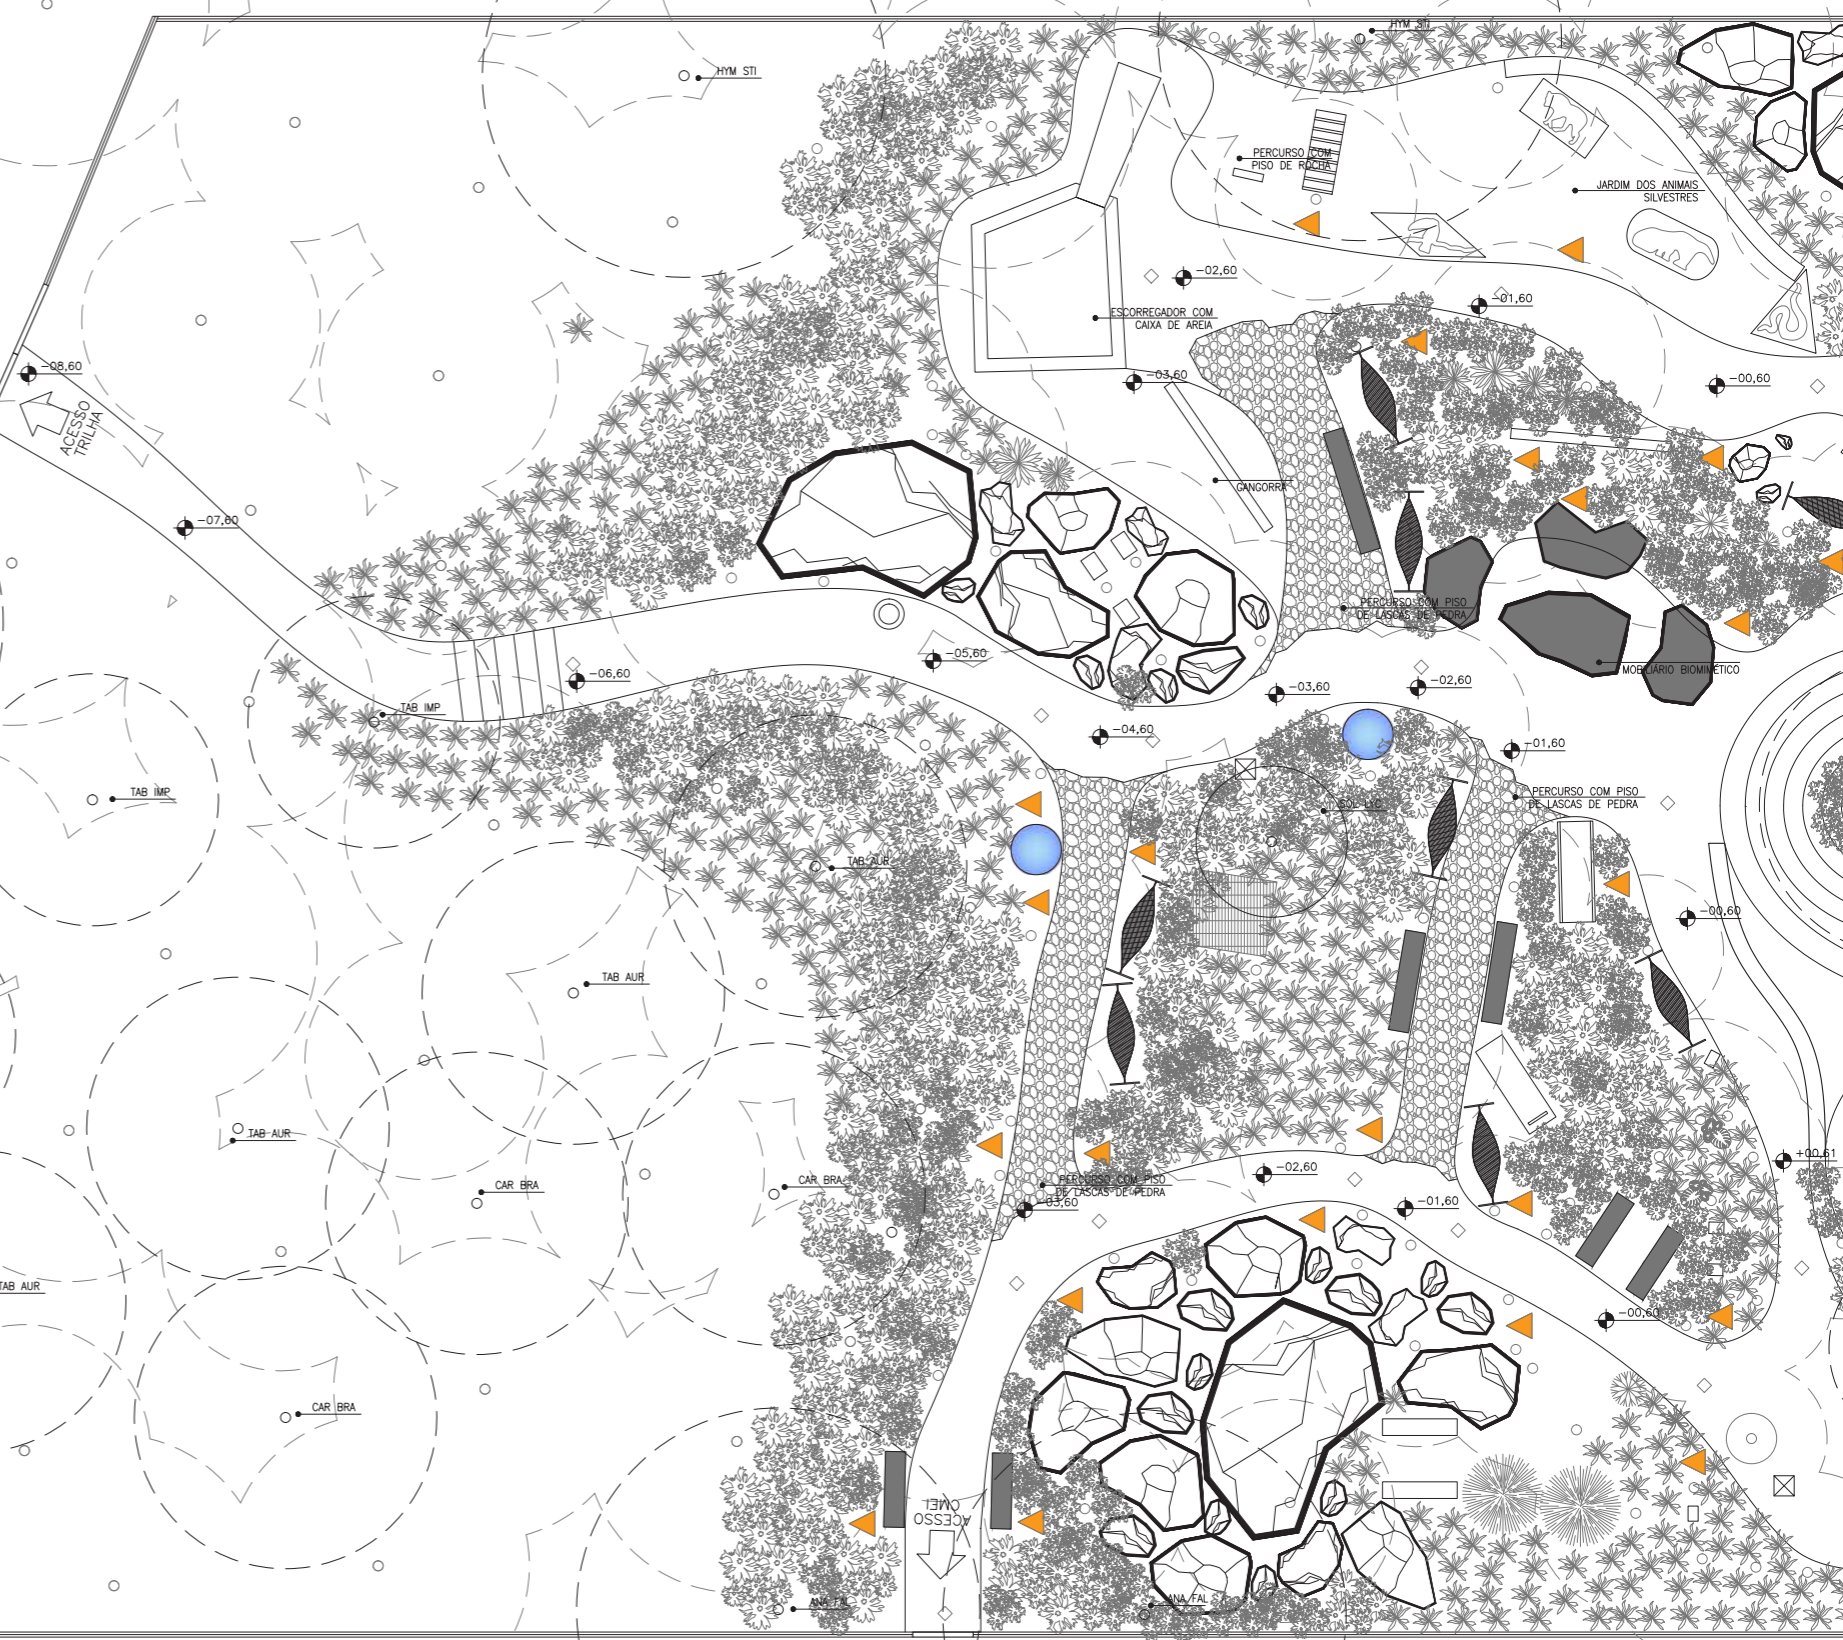 HYM STI
HYM STI
PERCURSO COM
PISO DE ROCHA
JARDIM DOS ANIMAIS
SILVESTRES
-02,60
-01,60
ESCORREGADOR COM
CAIXA DE AREIA
-08,60
-03,60
-00,60
ACESSO
TRILHA
GANGORRA
-07,60
PERCURSO COM PISO
DE LASCAS DE PEDRA
-05,60
MOBILIÁRIO BIOMIMÉTICO
-06,60
-03,60
-02,60
TAB IMP
-04,60
-01,60
TAB IMP
PERCURSO COM PISO
DE LASCAS DE PEDRA
SOL LYC
TAB AUR
-00,60
TAB AUR
TAB AUR
+00,61
-02,60
CAR BRA
CAR BRA
PERCURSO COM PISO
DE LASCAS DE PEDRA
-03,60
-01,60
TAB AUR
-00,60
CAR BRA
ACESSO
CMEI
ANA FAL
ANA FAL